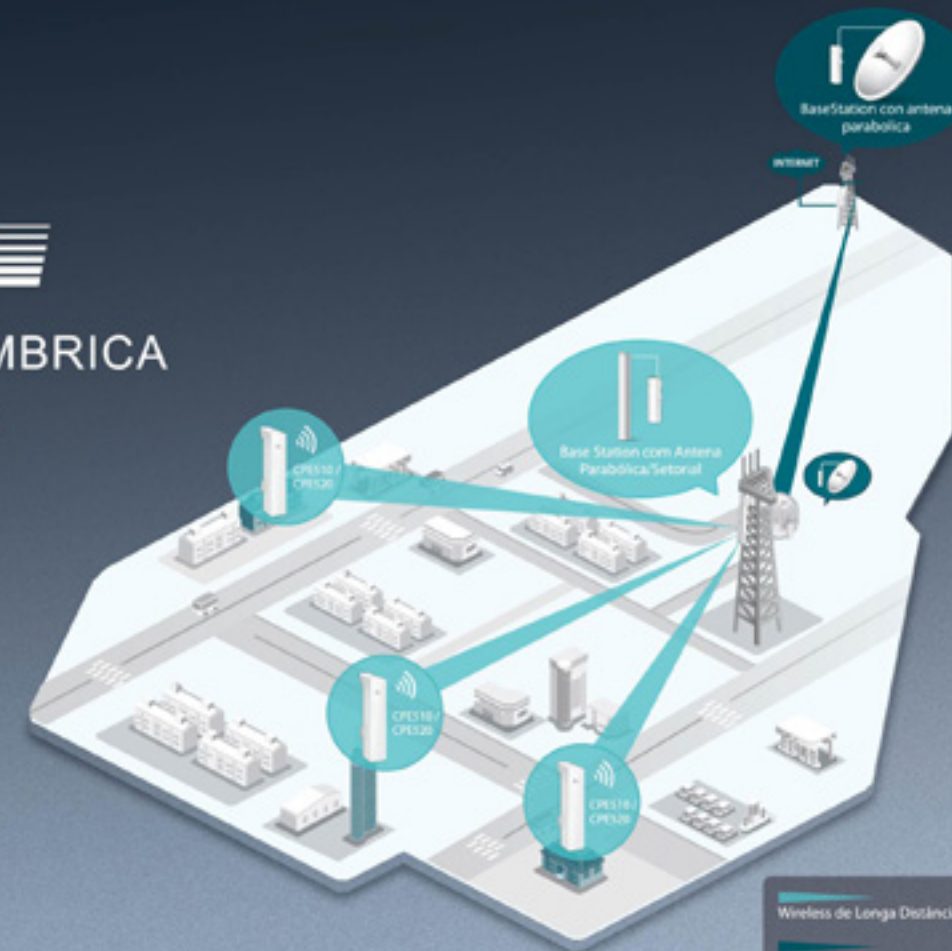 BaseStation con antena
parabolica
INTERNET
MBRICA
Base Station com Antena
Parabólica/Setorial
CPE510 /
CPE520
CPE510 /
CPE520
CPE510 /
CPE520
Wireless de Longa Distânci